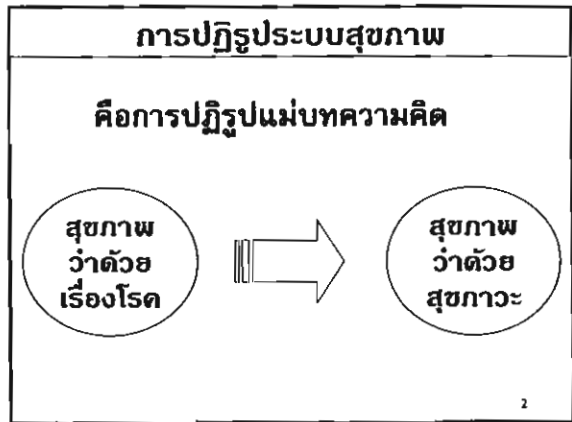 การปฏิรูประบบสุขภาพ
คือการปฏิรูปแม่บทความคิด
สุขภาพ
ว่าด้วย
เรื่องโรค
สุขภาพ
ว่าด้วย
สุขภาวะ
2